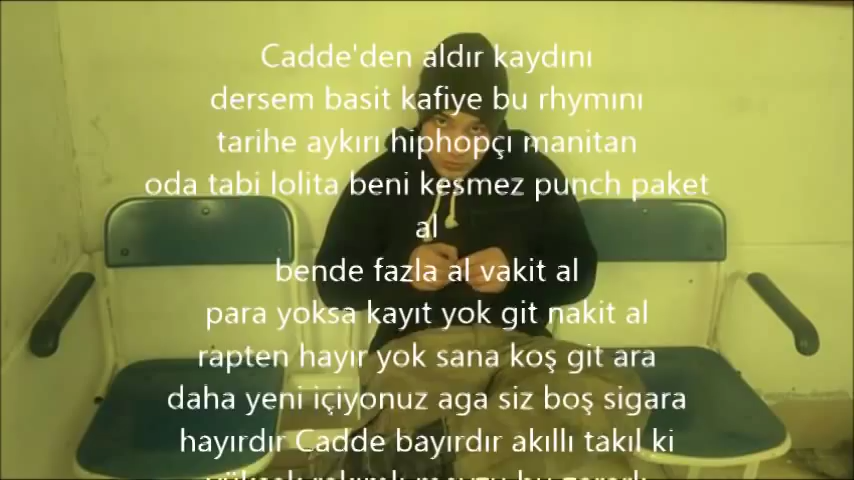 Cadde'den aldır kaydını
dersem basit kafiye bu rhymını
tarihe aykırı hiphopçı manitan
oda tabi lolita beni kesmez punch paket
al
bende fazla al vakit al
para yoksa kayıt yok git nakit al
rapten hayır yok sana koş git ara
daha yeni içiyonuz aga siz boş sigara
hayırdır Cadde bayırdır akıllı takıl ki